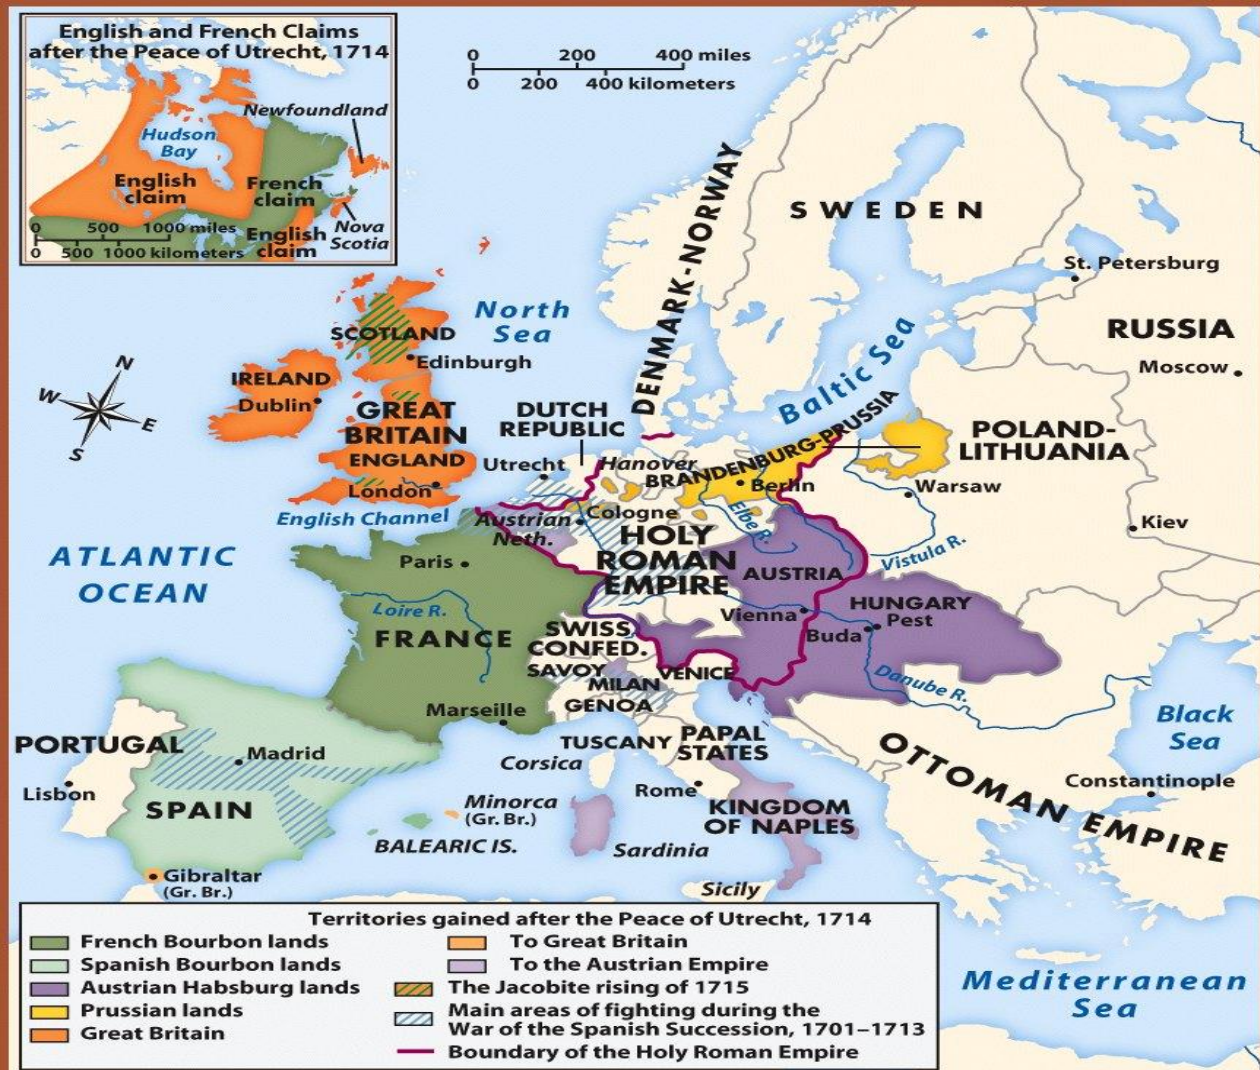 English and French Claims
after the Peace of Utrecht, 1714
Newfoundland
Hudson
Bay
English
claim
French
claim
English
claim
Nova
Scotia
0 500 1000 miles
0 500 1000 kilometers
0 200 400 miles
0 200 400 kilometers
N
W
E
S
DENMARK-NORWAY
SWEDEN
St. Petersburg
RUSSIA
Moscow
North
Sea
Baltic Sea
SCOTLAND
Edinburgh
IRELAND
Dublin
GREAT
BRITAIN
ENGLAND
London
English Channel
DUTCH
REPUBLIC
Utrecht
Hanover
BRANDENBURG-PRUSSIA
Berlin
POLAND-
LITHUANIA
Warsaw
Kiev
Vistula R.
Elbe R.
Cologne
Austrian
Neth.
HOLY
ROMAN
EMPIRE
AUSTRIA
Vienna
HUNGARY
Buda
Pest
Danube R.
ATLANTIC
OCEAN
Paris
Loire R.
FRANCE
Marseille
SWISS
CONFED.
SAVOY
MILAN
VENICE
GENOA
TUSCANY
PAPAL
STATES
Corsica
Rome
KINGDOM
OF NAPLES
Sardinia
Sicily
PORTUGAL
Lisbon
Madrid
SPAIN
Minorca
(Gr. Br.)
BALEARIC IS.
Gibraltar
(Gr. Br.)
Black
Sea
OTTOMAN EMPIRE
Constantinople
Mediterranean
Sea
Territories gained after the Peace of Utrecht, 1714
French Bourbon lands
Spanish Bourbon lands
Austrian Habsburg lands
Prussian lands
Great Britain
To Great Britain
To the Austrian Empire
The Jacobite rising of 1715
Main areas of fighting during the
War of the Spanish Succession, 1701–1713
Boundary of the Holy Roman Empire